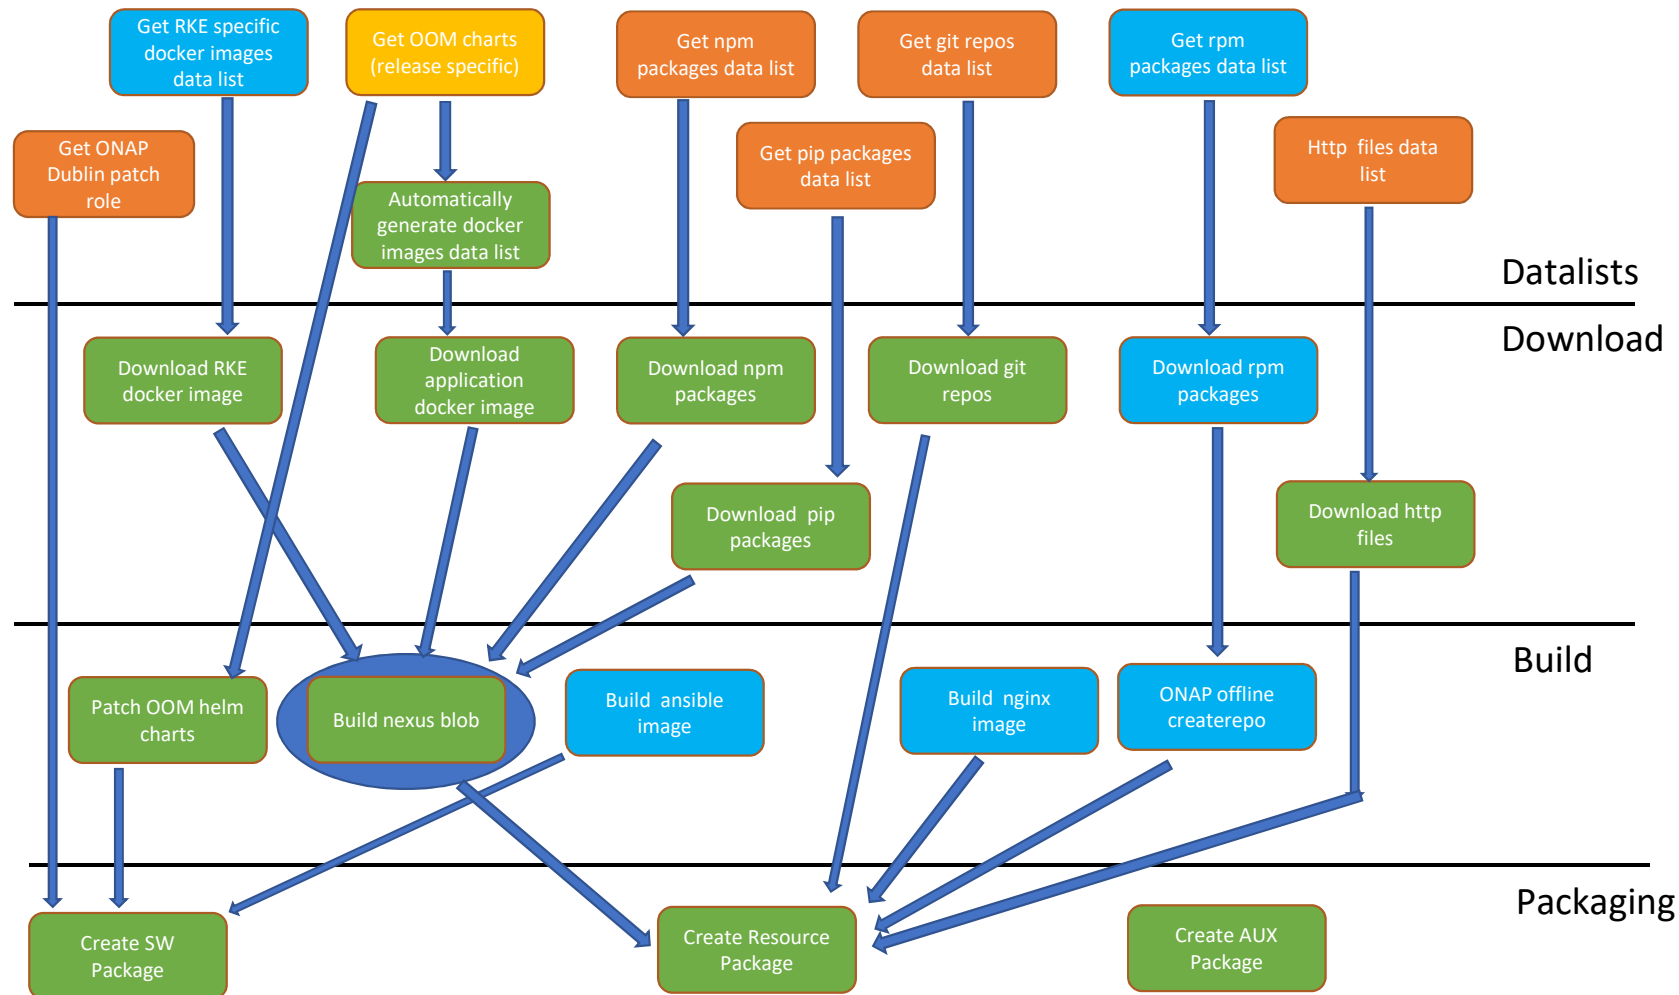 Get RKE specific
docker images
data list
Get OOM charts
(release specific)
Get npm
packages data list
Get git repos
data list
Get rpm
packages data list
Get ONAP
Dublin patch
role
Get pip packages
data list
Http  files data
list
Automatically
generate docker
images data list
Datalists
Download
Download RKE
docker image
Download
application
docker image
Download npm
packages
Download git
repos
Download rpm
packages
Download  pip
packages
Download http
files
Build
Patch OOM helm
charts
Build nexus blob
Build  ansible
image
Build  nginx
image
ONAP offline
createrepo
Packaging
Create SW
Package
Create Resource
Package
Create AUX
Package